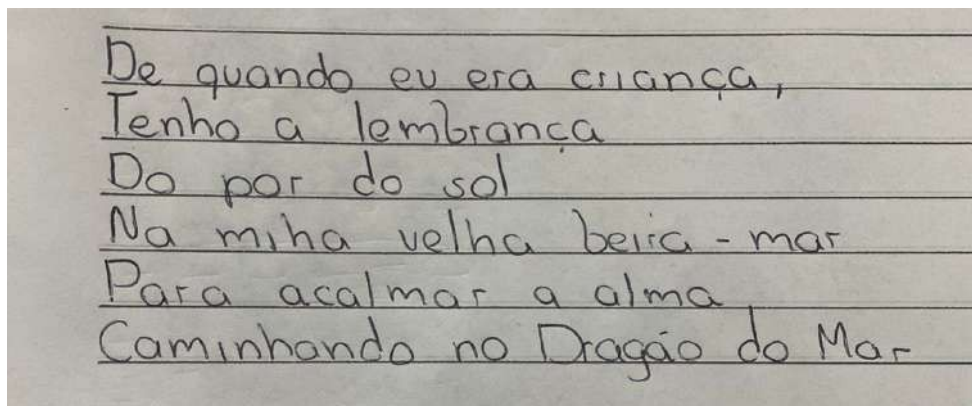 De quando eu era criança,
Tenho a lembrança
Do por do sol
Na miha velha beira-mar
Para acalmar a alma
Caminhando no Dragão do Mar